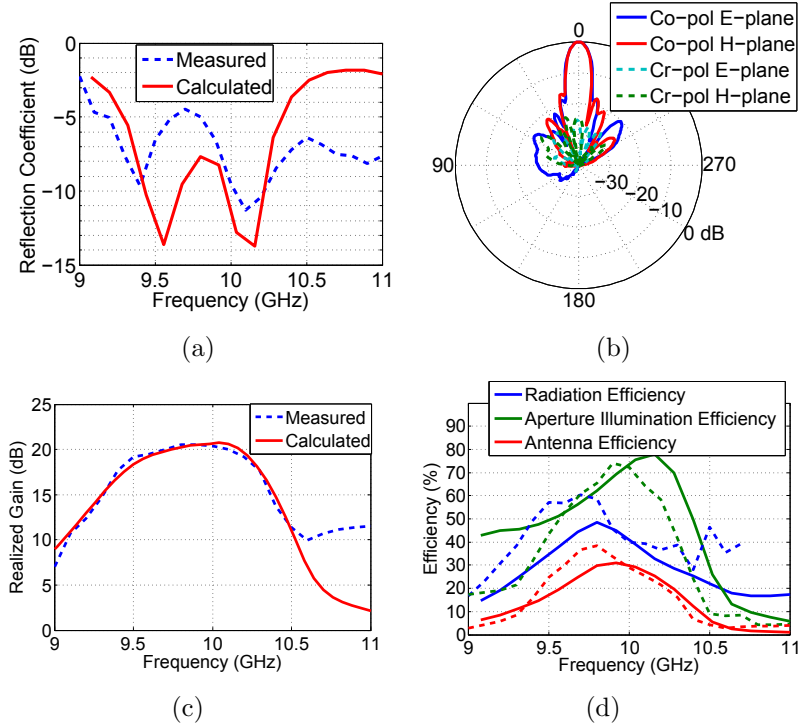 Reflection Coefficient (dB)
0
−5
−10
−15
Measured
Calculated
9
9.5
10
10.5
11
Frequency (GHz)
(a)
0
Co−pol E−plane
Co−pol H−plane
Cr−pol E−plane
Cr−pol H−plane
90
270
−30
−20
−10
0 dB
180
(b)
Realized Gain (dB)
25
20
15
10
5
0
Measured
Calculated
9
9.5
10
10.5
11
Frequency (GHz)
(c)
Efficiency (%)
Radiation Efficiency
Aperture Illumination Efficiency
Antenna Efficiency
90
80
70
60
50
40
30
20
10
0
9
9.5
10
10.5
11
Frequency (GHz)
(d)